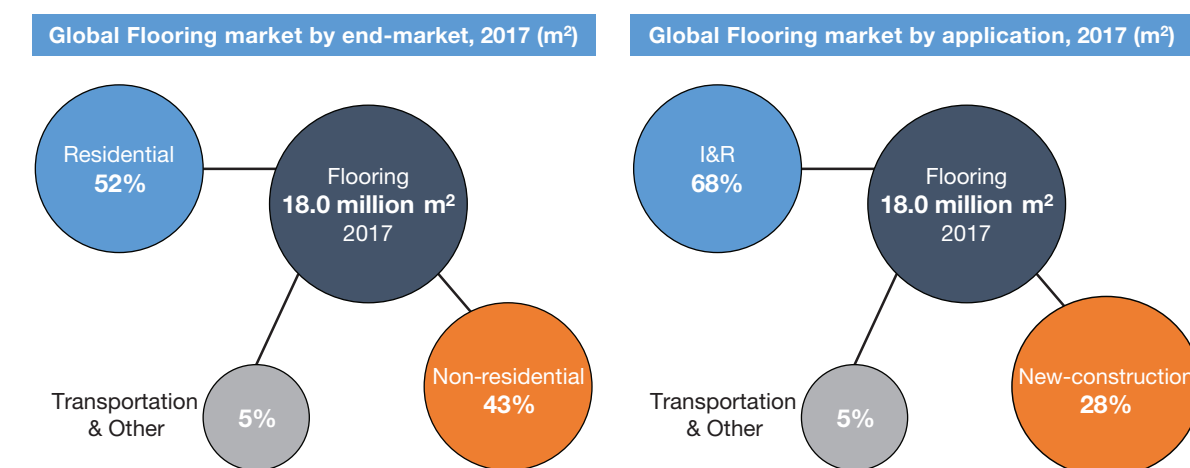 Global Flooring market by end-market, 2017 (m²)
Residential
52%
Flooring
18.0 million m²
2017
Transportation
& Other
5%
Non-residential
43%
Global Flooring market by application, 2017 (m²)
I&R
68%
Flooring
18.0 million m²
2017
Transportation
& Other
5%
New-construction
28%